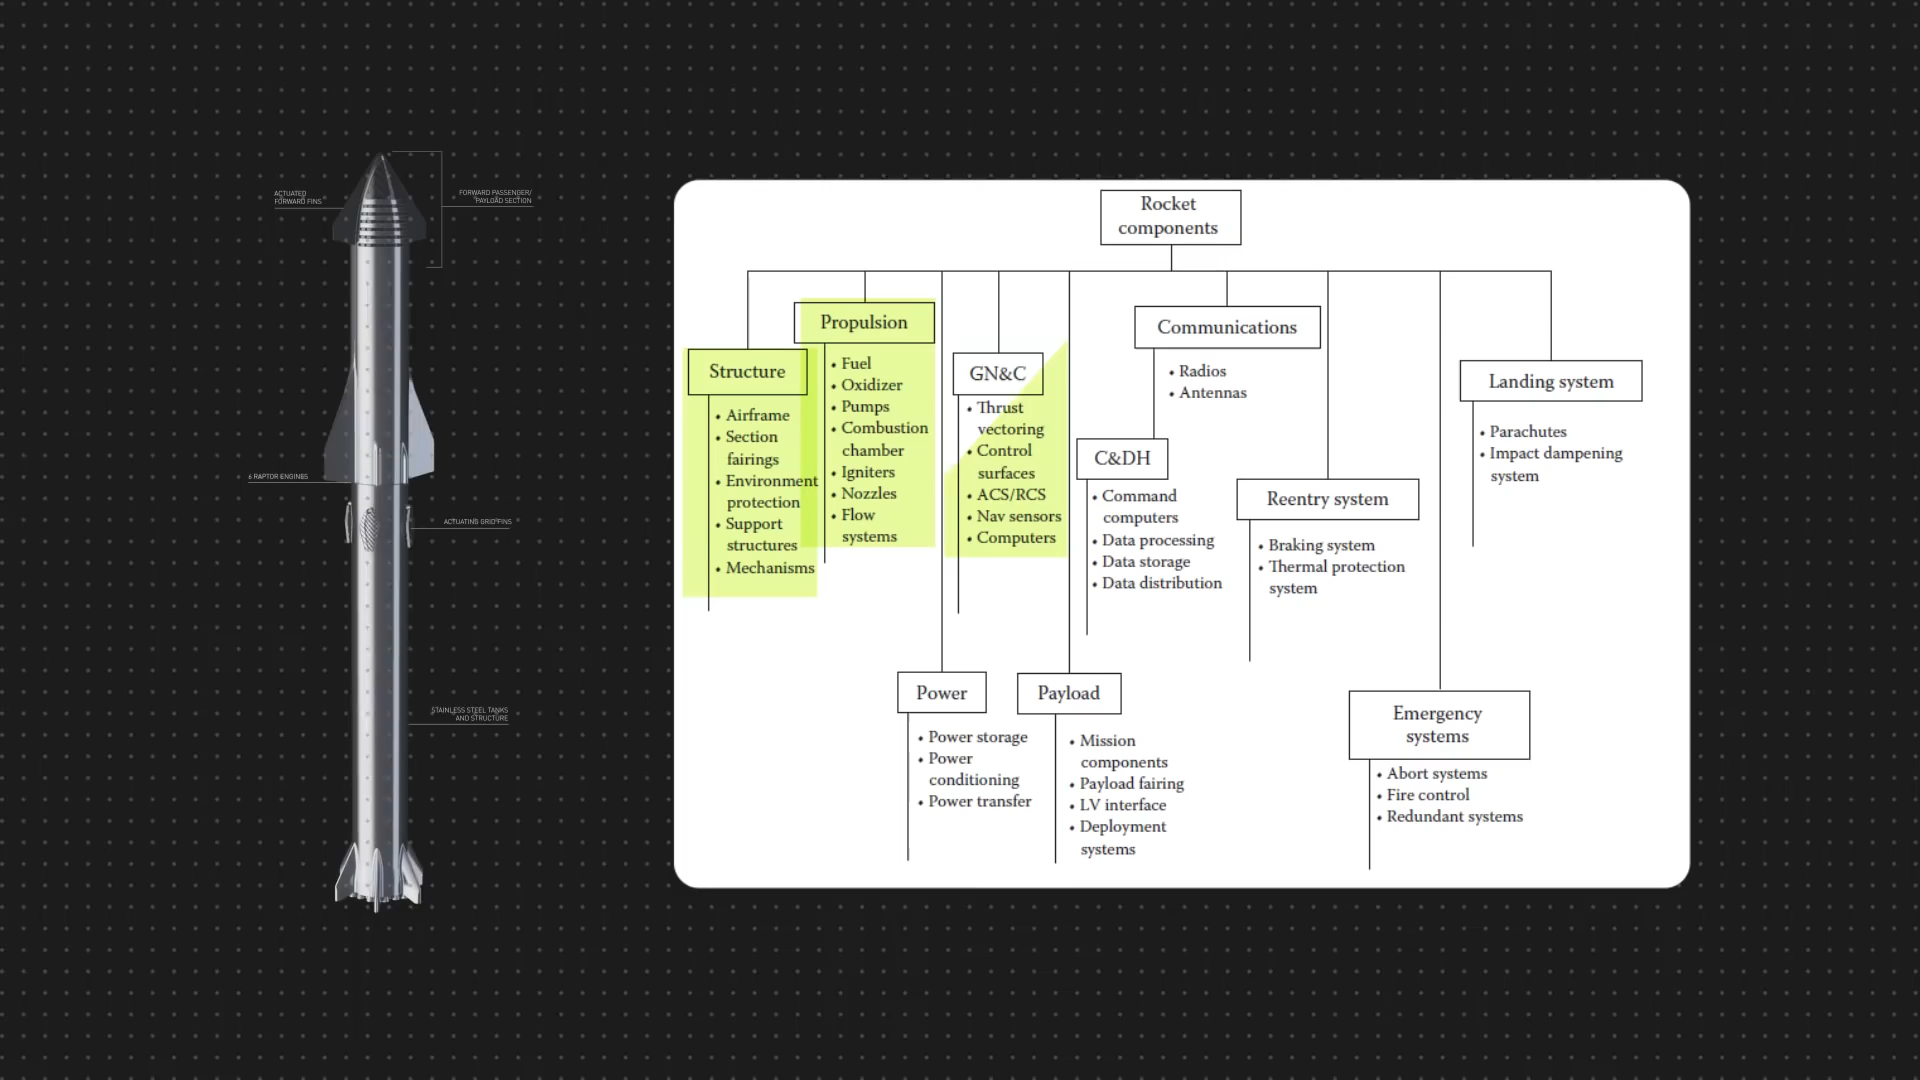 ACTUATED
FORWARD FINS
FORWARD PASSENGER/
PAYLOAD SECTION
6 RAPTOR ENGINES
ACTUATING GRID FINS
STAINLESS STEEL TANKS
AND STRUCTURE
Rocket
components
Structure
• Airframe
• Section
fairings
• Environment
protection
• Support
structures
• Mechanisms
Propulsion
• Fuel
• Oxidizer
• Pumps
• Combustion
chamber
• Igniters
• Nozzles
• Flow
systems
Power
• Power storage
• Power
conditioning
• Power transfer
GN&C
• Thrust
vectoring
• Control
surfaces
• ACS/RCS
• Nav sensors
• Computers
Payload
• Mission
components
• Payload fairing
• LV interface
• Deployment
systems
Communications
• Radios
• Antennas
C&DH
• Command
computers
• Data processing
• Data storage
• Data distribution
Reentry system
• Braking system
• Thermal protection
system
Emergency
systems
• Abort systems
• Fire control
• Redundant systems
Landing system
• Parachutes
• Impact dampening
system